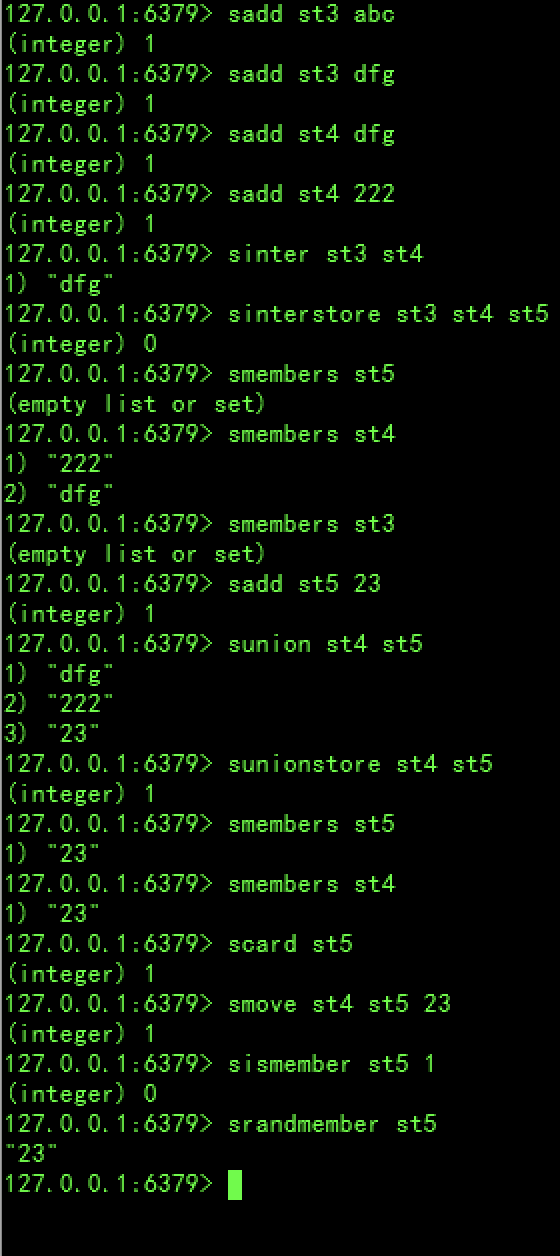 127.0.0.1:6379> sadd st3 abc
(integer) 1
127.0.0.1:6379> sadd st3 dfg
(integer) 1
127.0.0.1:6379> sadd st4 dfg
(integer) 1
127.0.0.1:6379> sadd st4 222
(integer) 1
127.0.0.1:6379> sinter st3 st4
1) "dfg"
127.0.0.1:6379> sinterstore st3 st4 st5
(integer) 0
127.0.0.1:6379> smembers st5
(empty list or set)
127.0.0.1:6379> smembers st4
1) "222"
2) "dfg"
127.0.0.1:6379> smembers st3
(empty list or set)
127.0.0.1:6379> sadd st5 23
(integer) 1
127.0.0.1:6379> sunion st4 st5
1) "dfg"
2) "222"
3) "23"
127.0.0.1:6379> sunionstore st4 st5
(integer) 1
127.0.0.1:6379> smembers st5
1) "23"
127.0.0.1:6379> smembers st4
1) "23"
127.0.0.1:6379> scard st5
(integer) 1
127.0.0.1:6379> smove st4 st5 23
(integer) 1
127.0.0.1:6379> sismember st5 1
(integer) 0
127.0.0.1:6379> srandmember st5
"23"
127.0.0.1:6379>